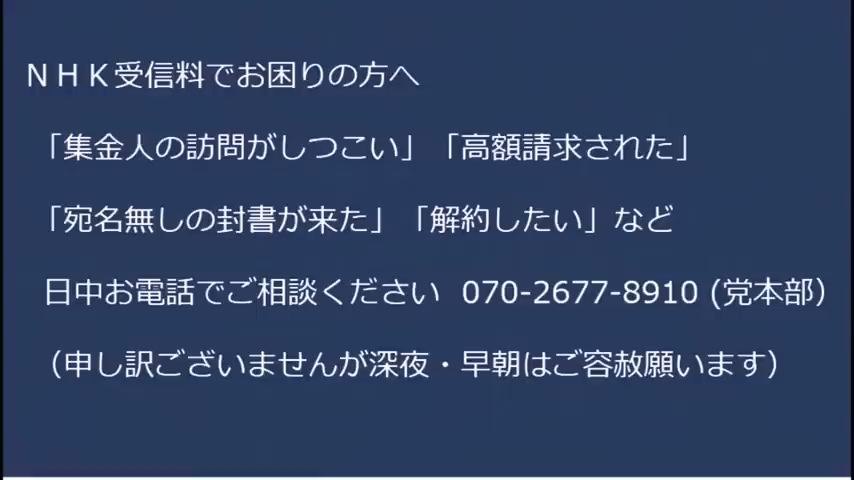 ＮＨＫ受信料でお困りの方へ
「集金人の訪問がしつこい」「高額請求された」
「宛名無しの封書が来た」「解約したい」など
日中お電話でご相談ください 070-2677-8910 (党本部）
（申し訳ございませんが深夜・早朝はご容赦願います）